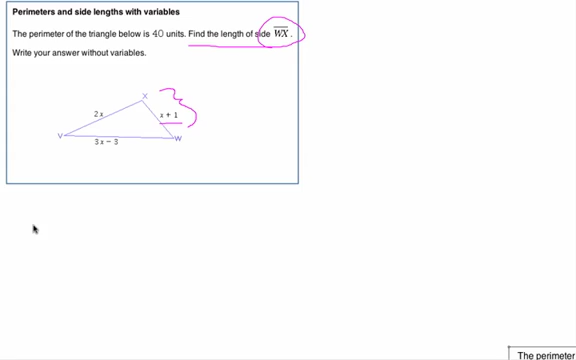 Perimeters and side lengths with variables
The perimeter of the triangle below is 40 units. Find the length of side WX.
Write your answer without variables.
X
2x
x + 1
V
W
3x − 3
The perimeter